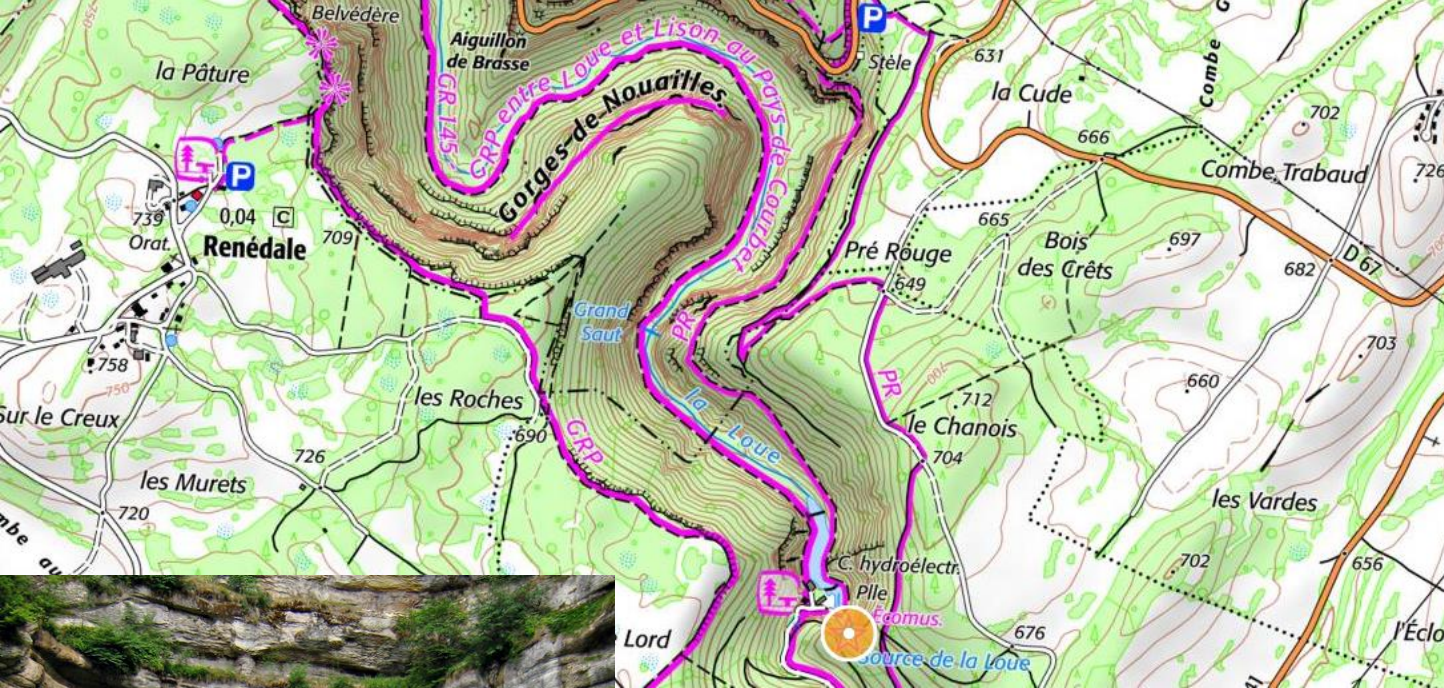 Belvédère
750
Aiguillon
de Brasse
la Pâture
GR 145
GRP entre Loue et Lison au Pays de Courbet
Gorges de Nouailles
P
Stèle
631
la Cude
Combe
G
702
666
Combe Trabaud
726
P
739
0,04 C
Orat.
Renédale
709
Pré Rouge
665
Bois
des Crêts
697
682
D 67
649
Grand
Saut
PR
758
750
703
Sur le Creux
les Roches
690
GRP
la Loue
PR
700
712
le Chanois
660
726
704
les Murets
720
les Vardes
C. hydroélectr.
702
656
Plle
Écomus.
Lord
676
l'Éclo
Source de la Loue